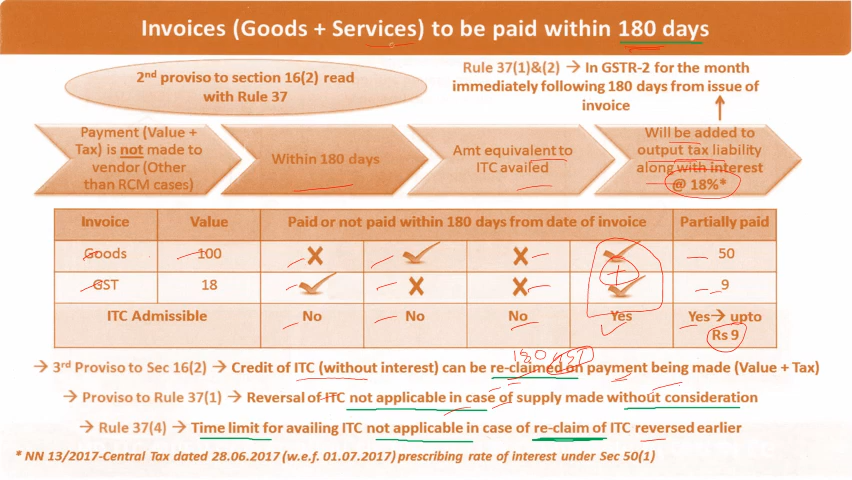 Invoices (Goods + Services) to be paid within 180 days
2nd proviso to section 16(2) read
with Rule 37
Rule 37(1)&(2) → In GSTR-2 for the month
immediately following 180 days from issue of
invoice
Payment (Value +
Tax) is not made to
vendor (Other
than RCM cases)
Within 180 days
Amt equivalent to
ITC availed
Will be added to
output tax liability
along with interest
@ 18%*
Invoice Value Paid or not paid within 180 days from date of invoice Partially paid
Goods 100 ✗ ✓ ✗ ✓ 50
+
GST 18 ✓ ✗ ✗ ✓ 9
ITC Admissible No No No Yes Yes→ upto
Rs 9
180 GST
→ 3rd Proviso to Sec 16(2) → Credit of ITC (without interest) can be re-claimed on payment being made (Value + Tax)
→ Proviso to Rule 37(1) → Reversal of ITC not applicable in case of supply made without consideration
→ Rule 37(4) → Time limit for availing ITC not applicable in case of re-claim of ITC reversed earlier
* NN 13/2017-Central Tax dated 28.06.2017 (w.e.f. 01.07.2017) prescribing rate of interest under Sec 50(1)